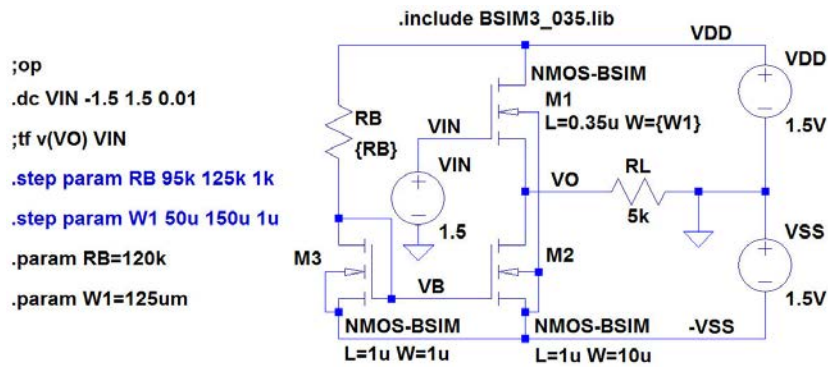 .include BSIM3_035.lib
;op
.dc VIN -1.5 1.5 0.01
;tf v(VO) VIN
.step param RB 95k 125k 1k
.step param W1 50u 150u 1u
.param RB=120k
.param W1=125um
VDD
VDD
1.5V
NMOS-BSIM
M1
L=0.35u W={W1}
RB
{RB}
VIN
VIN
1.5
VO
RL
5k
VSS
1.5V
M3
VB
M2
NMOS-BSIM
L=1u W=1u
NMOS-BSIM
L=1u W=10u
-VSS